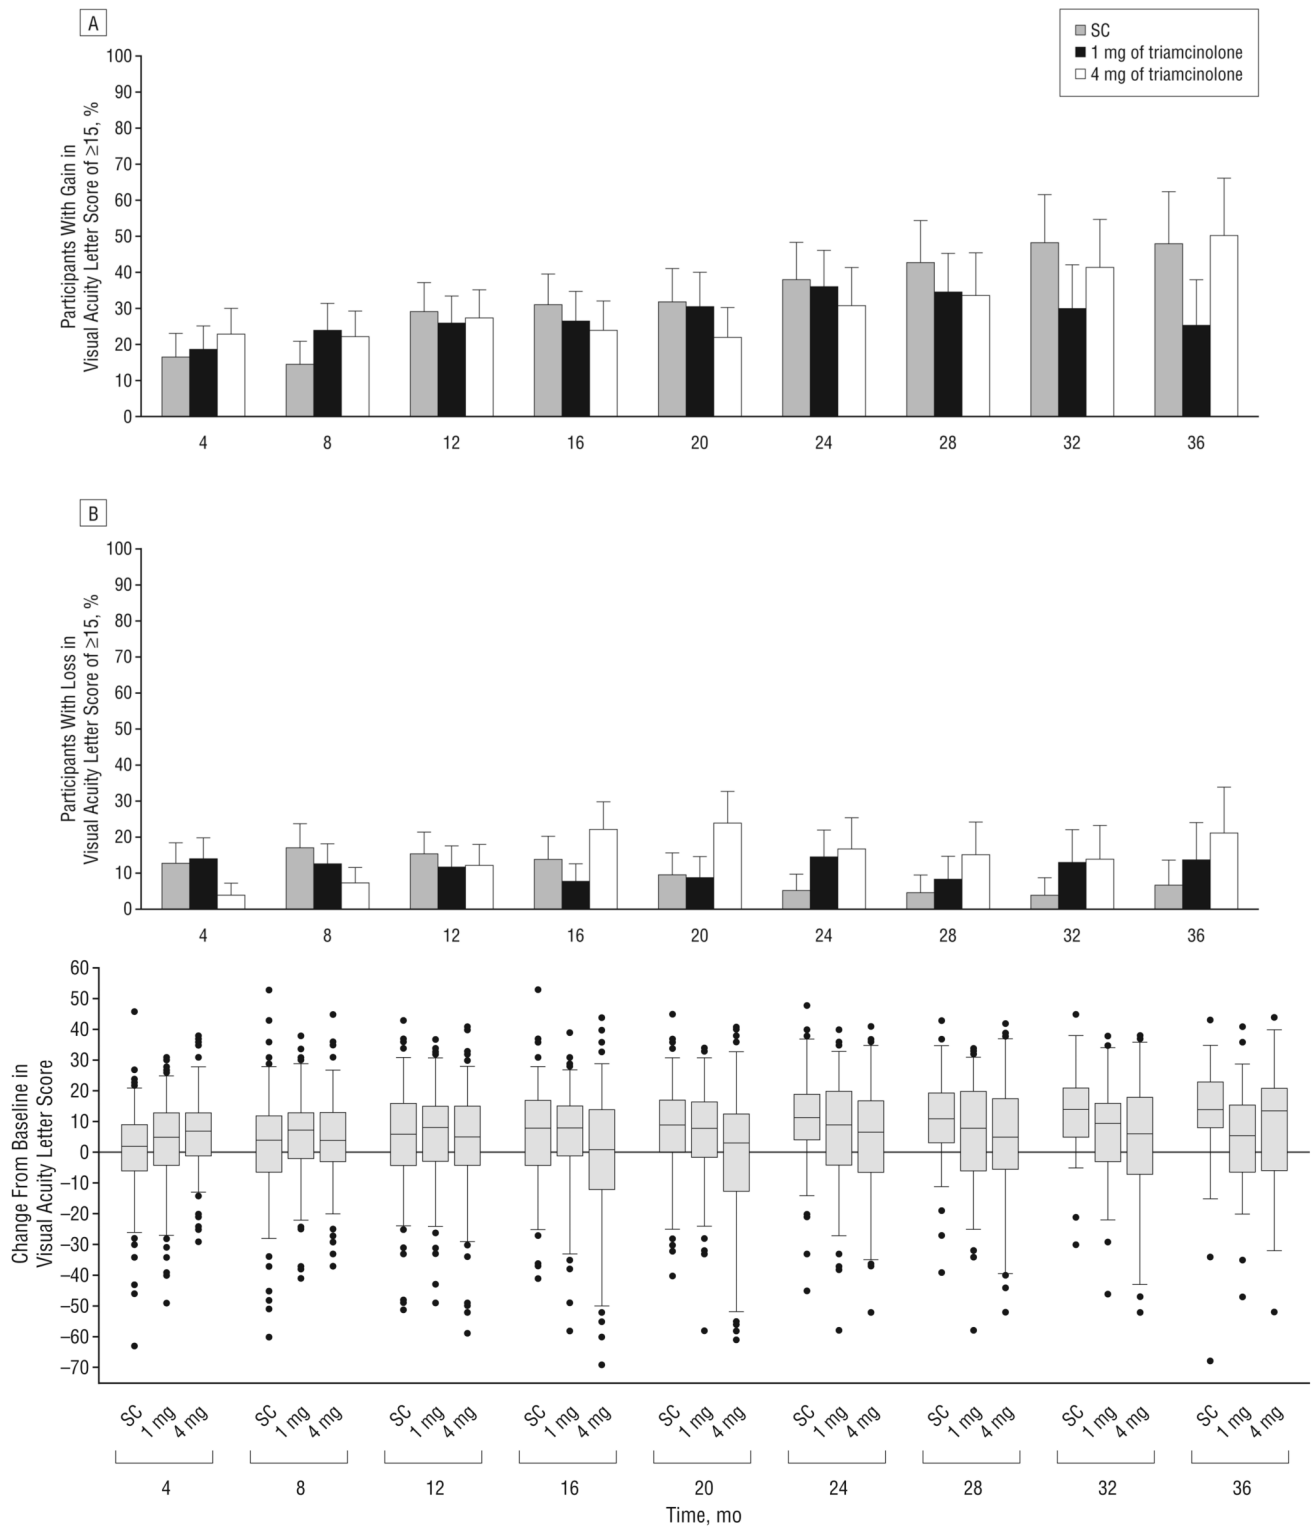 A
SC
1 mg of triamcinolone
4 mg of triamcinolone
Participants With Gain in
Visual Acuity Letter Score of ≥15, %
100
90
80
70
60
50
40
30
20
10
0
4 8 12 16 20 24 28 32 36
B
Participants With Loss in
Visual Acuity Letter Score of ≥15, %
100
90
80
70
60
50
40
30
20
10
0
4 8 12 16 20 24 28 32 36
Change From Baseline in
Visual Acuity Letter Score
60
50
40
30
20
10
0
–10
–20
–30
–40
–50
–60
–70
SC 1 mg 4 mg SC 1 mg 4 mg SC 1 mg 4 mg SC 1 mg 4 mg SC 1 mg 4 mg SC 1 mg 4 mg SC 1 mg 4 mg SC 1 mg 4 mg SC 1 mg 4 mg
4 8 12 16 20 24 28 32 36
Time, mo